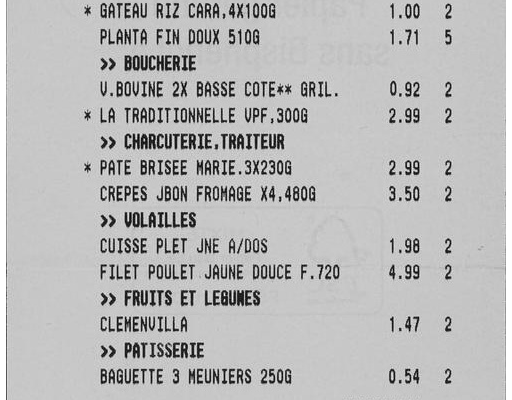 * GATEAU RIZ CARA,4X100G 1.00 2
PLANTA FIN DOUX 510G 1.71 5
>> BOUCHERIE
V.BOVINE 2X BASSE COTE** GRIL. 0.92 2
* LA TRADITIONNELLE VPF,300G 2.99 2
>> CHARCUTERIE,TRAITEUR
* PATE BRISEE MARIE.3X230G 2.99 2
CREPES JBON FROMAGE X4,480G 3.50 2
>> VOLAILLES
CUISSE PLET JNE A/DOS 1.98 2
FILET POULET JAUNE DOUCE F.720 4.99 2
>> FRUITS ET LEGUMES
CLEMENVILLA 1.47 2
>> PATISSERIE
BAGUETTE 3 MEUNIERS 250G 0.54 2